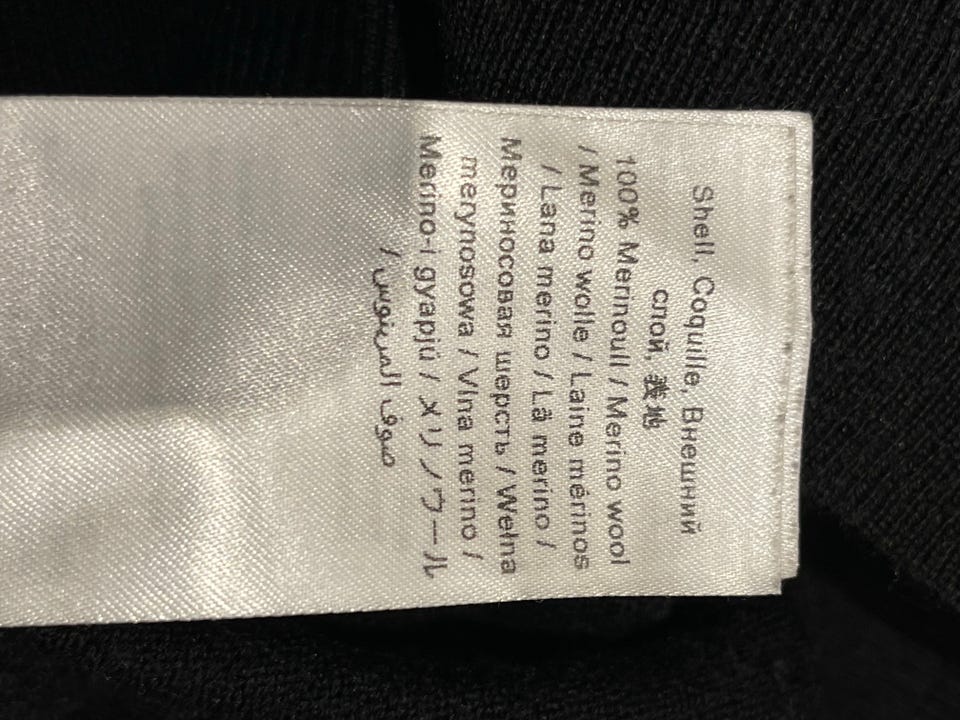 Shell, Coquille, Внешний
слой, 表地
100% Merinoull / Merino wool
/ Merino wolle / Laine mérinos
/ Lana merino / Lã merino /
Мериносовая шерсть / Wełna
merynosowa / Vlna merino /
Merino-i gyapjú / メリノウール
/ صوف المرينوس